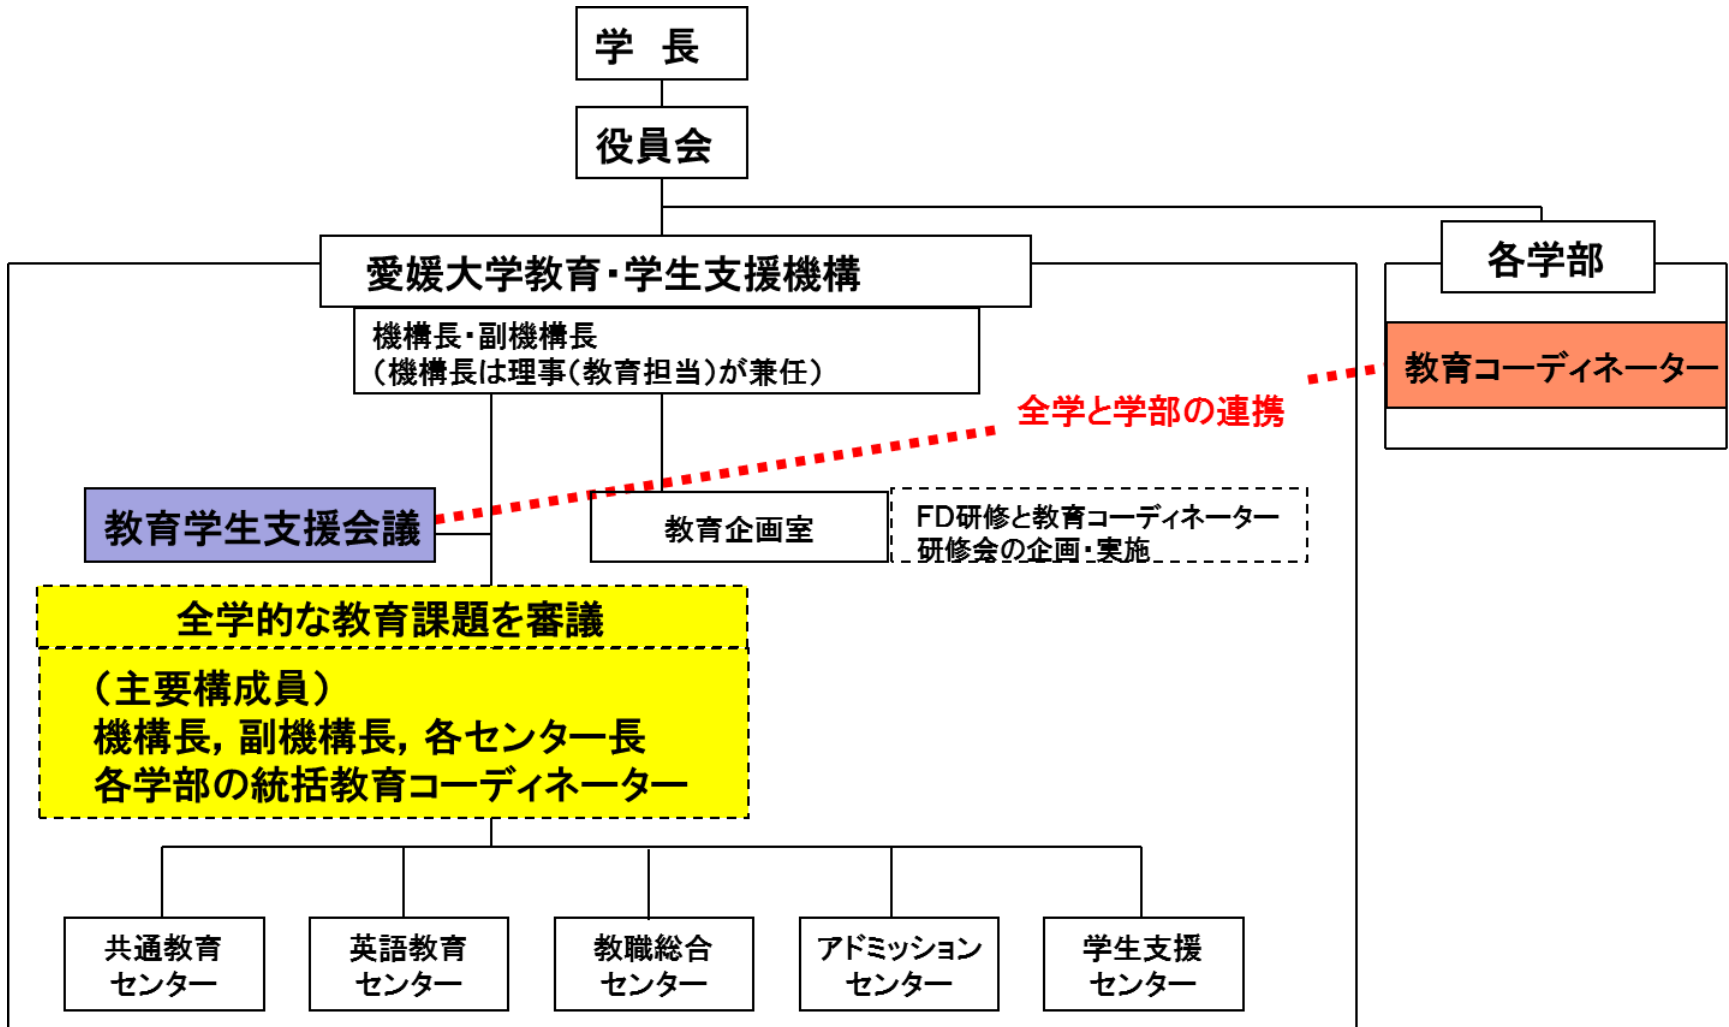 学　長
役員会
愛媛大学教育・学生支援機構
機構長・副機構長
（機構長は理事（教育担当）が兼任）
各学部
教育コーディネーター
全学と学部の連携
教育学生支援会議
教育企画室
FD研修と教育コーディネーター
研修会の企画・実施
全学的な教育課題を審議
（主要構成員）
機構長，副機構長，各センター長
各学部の統括教育コーディネーター
共通教育
センター
英語教育
センター
教職総合
センター
アドミッション
センター
学生支援
センター